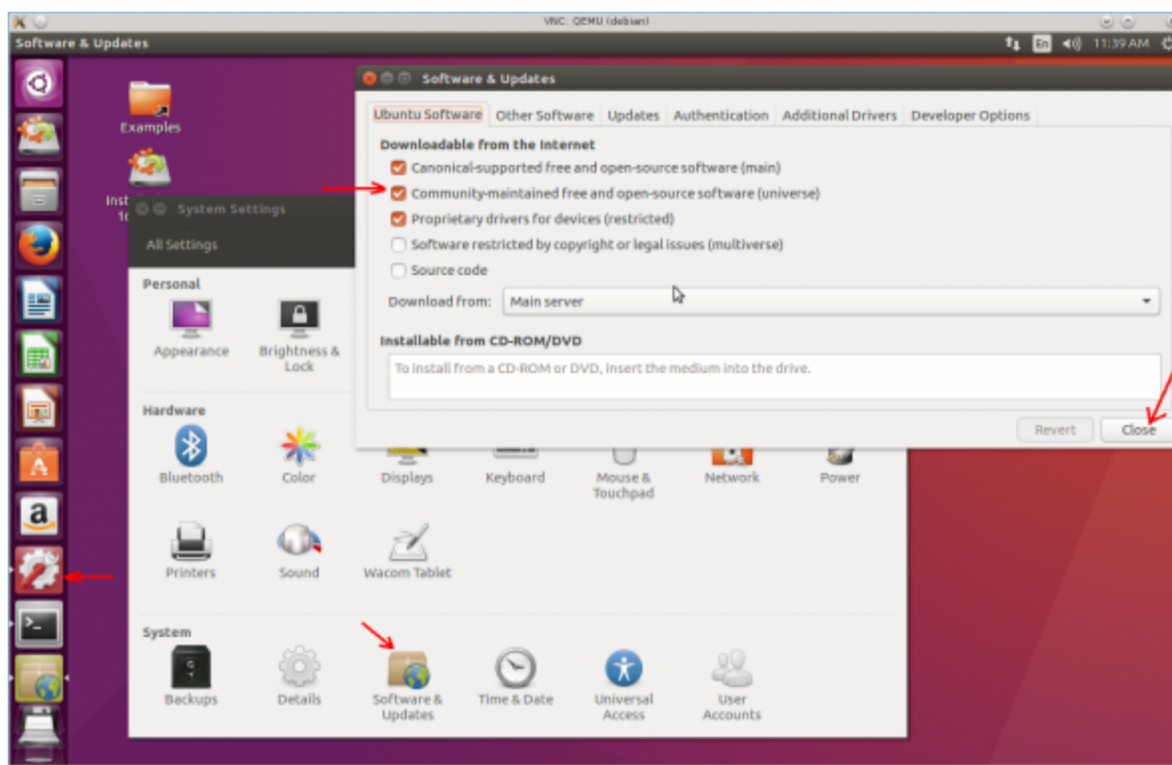 VNC: QEMU (debian)
Software & Updates
En
11:39 AM
Examples
Inst
16
Software & Updates
Ubuntu Software Other Software Updates Authentication Additional Drivers Developer Options
Downloadable from the Internet
Canonical-supported free and open-source software (main)
Community-maintained free and open-source software (universe)
Proprietary drivers for devices (restricted)
Software restricted by copyright or legal issues (multiverse)
Source code
Download from: Main server
Installable from CD-ROM/DVD
To install from a CD-ROM or DVD, insert the medium into the drive.
Revert Close
System Settings
All Settings
Personal
Appearance Brightness &
Lock
Hardware
Bluetooth Color Displays Keyboard Mouse & Network Power
Touchpad
Printers Sound Wacom Tablet
System
Backups Details Software & Time & Date Universal User
Updates Access Accounts